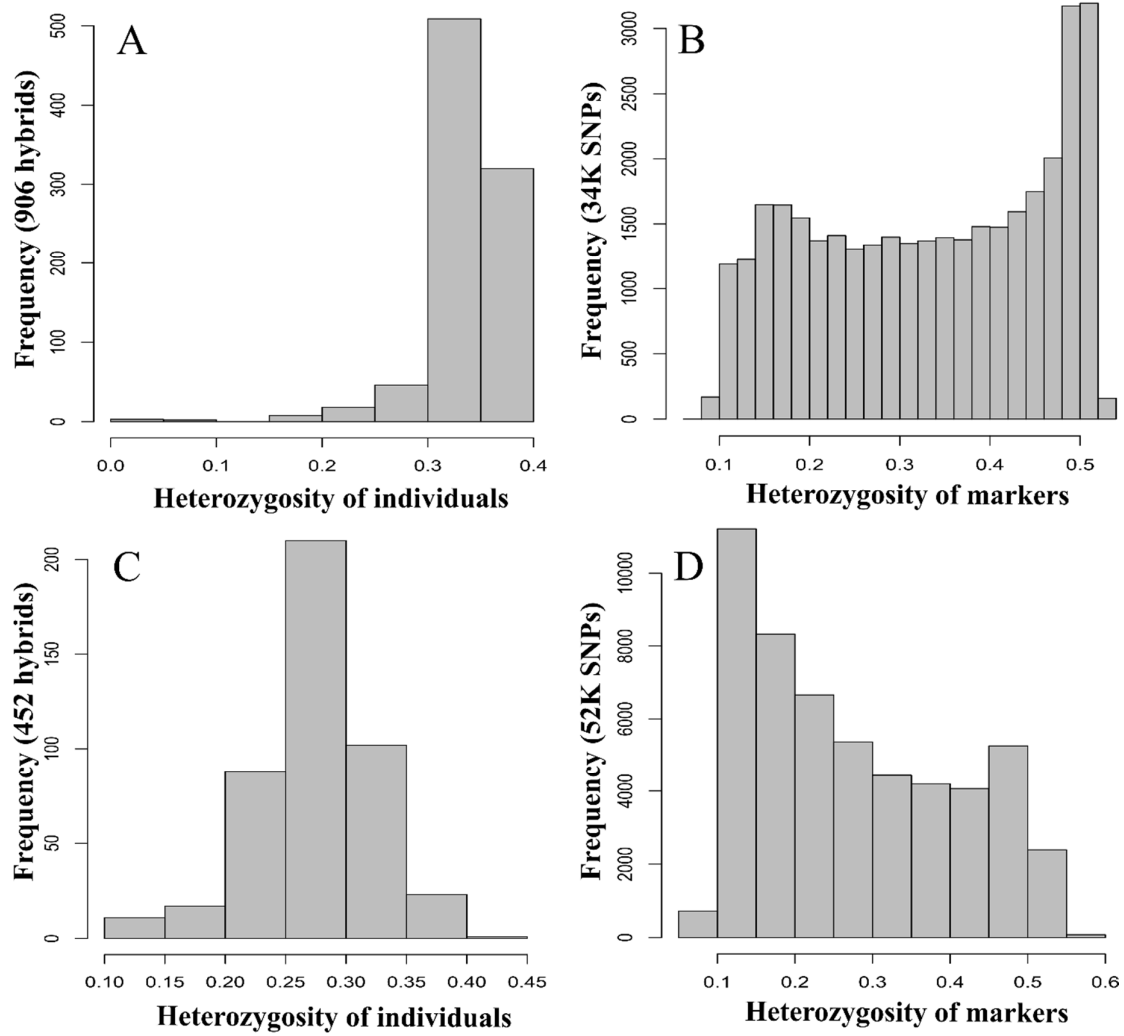 A
Frequency (906 hybrids)
0 100 200 300 400 500
0.0 0.1 0.2 0.3 0.4
Heterozygosity of individuals
B
Frequency (34K SNPs)
0 500 1000 1500 2000 2500 3000
0.1 0.2 0.3 0.4 0.5
Heterozygosity of markers
C
Frequency (452 hybrids)
0 50 100 150 200
0.10 0.15 0.20 0.25 0.30 0.35 0.40 0.45
Heterozygosity of individuals
D
Frequency (52K SNPs)
0 2000 4000 6000 8000 10000
0.1 0.2 0.3 0.4 0.5 0.6
Heterozygosity of markers